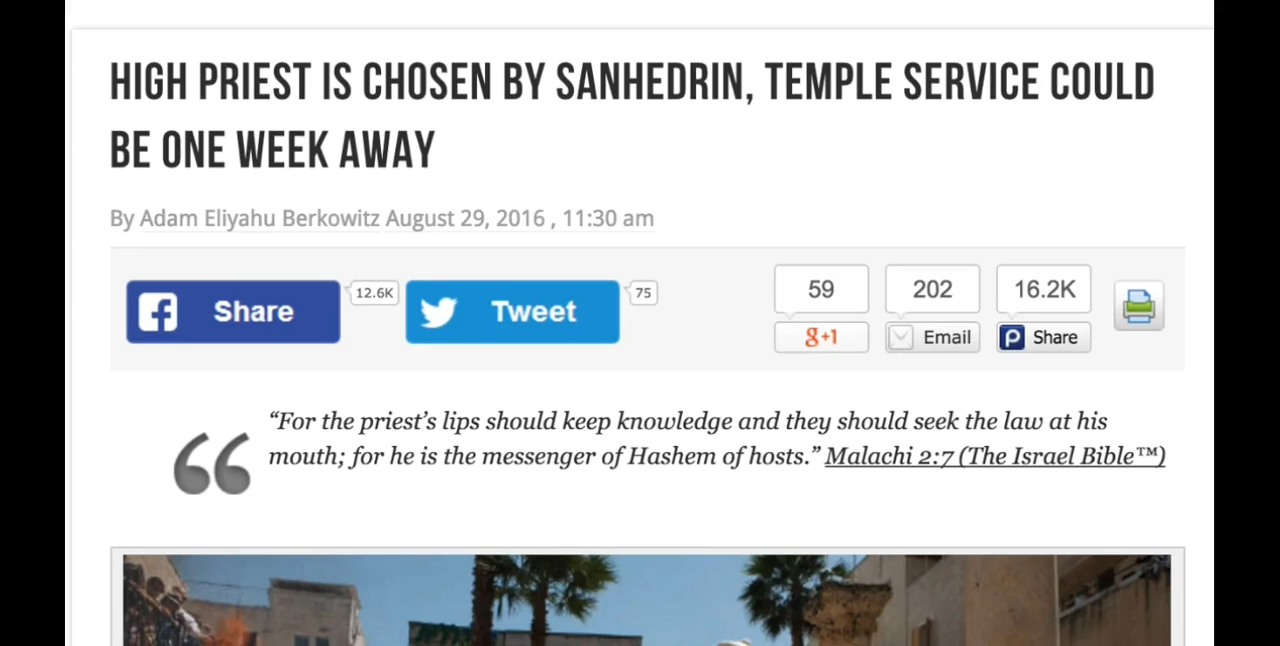 HIGH PRIEST IS CHOSEN BY SANHEDRIN, TEMPLE SERVICE COULD
BE ONE WEEK AWAY
By Adam Eliyahu Berkowitz August 29, 2016 , 11:30 am
Share 12.6K Tweet 75
59 202 16.2K
g+1 Email Share
“For the priest’s lips should keep knowledge and they should seek the law at his
mouth; for he is the messenger of Hashem of hosts.” Malachi 2:7 (The Israel Bible™)